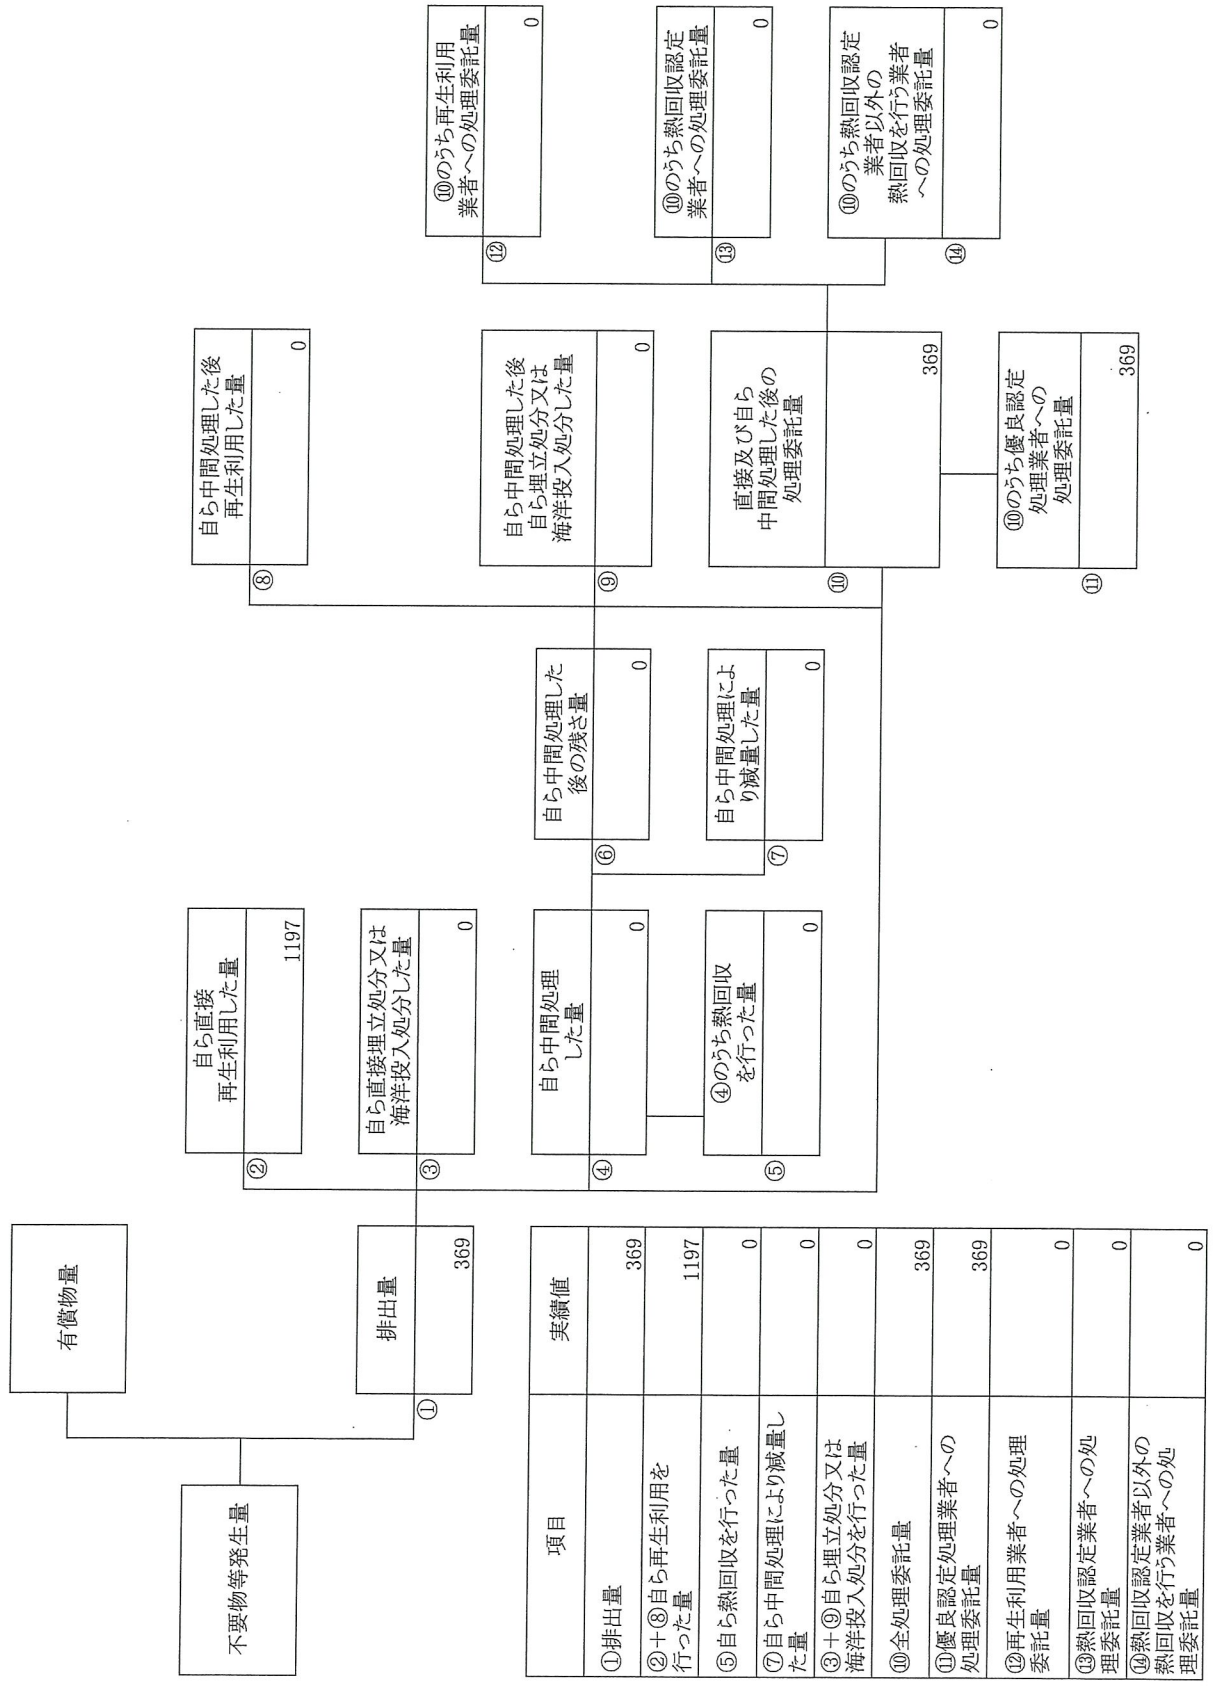 不要物等発生量
有償物量
排出量
①
369
自ら直接
再生利用した量
②
1197
自ら直接埋立処分又は
海洋投入処分した量
③
0
自ら中間処理
した量
④
0
④のうち熱回収
を行った量
⑤
0
自ら中間処理した
後の残さ量
⑥
0
自ら中間処理によ
り減量した量
⑦
0
自ら中間処理した後
再生利用した量
⑧
0
自ら中間処理した後
自ら埋立処分又は
海洋投入処分した量
⑨
0
直接及び自ら
中間処理した後の
処理委託量
⑩
369
⑩のうち優良認定
処理業者への
処理委託量
⑪
369
⑩のうち再生利用
業者への処理委託量
⑫
0
⑩のうち熱回収認定
業者への処理委託量
⑬
0
⑩のうち熱回収認定
業者以外の
熱回収を行う業者
への処理委託量
⑭
0
項目 実績値
①排出量 369
②+⑧自ら再生利用を
行った量 1197
⑤自ら熱回収を行った量 0
⑦自ら中間処理により減量し
た量 0
③+⑨自ら埋立処分又は
海洋投入処分を行った量 0
⑩全処理委託量 369
⑪優良認定処理業者への
処理委託量 369
⑫再生利用業者への処理
委託量 0
⑬熱回収認定業者への処
理委託量 0
⑭熱回収認定業者以外の
熱回収を行う業者への処
理委託量 0